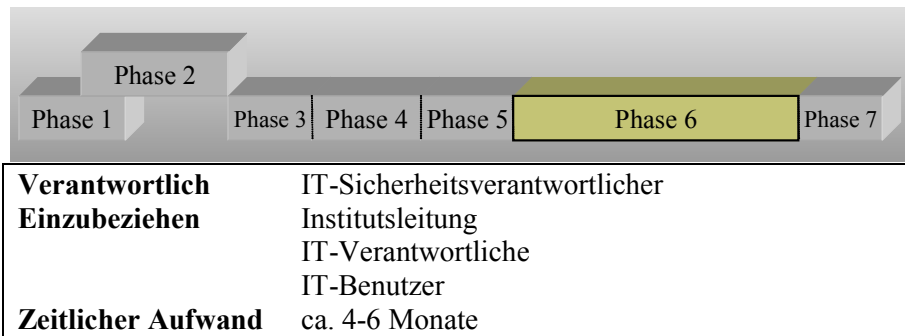 Phase 2
Phase 1 Phase 3 Phase 4 Phase 5 Phase 6 Phase 7
Verantwortlich IT-Sicherheitsverantwortlicher
Einzubeziehen Institutsleitung
IT-Verantwortliche
IT-Benutzer
Zeitlicher Aufwand ca. 4-6 Monate